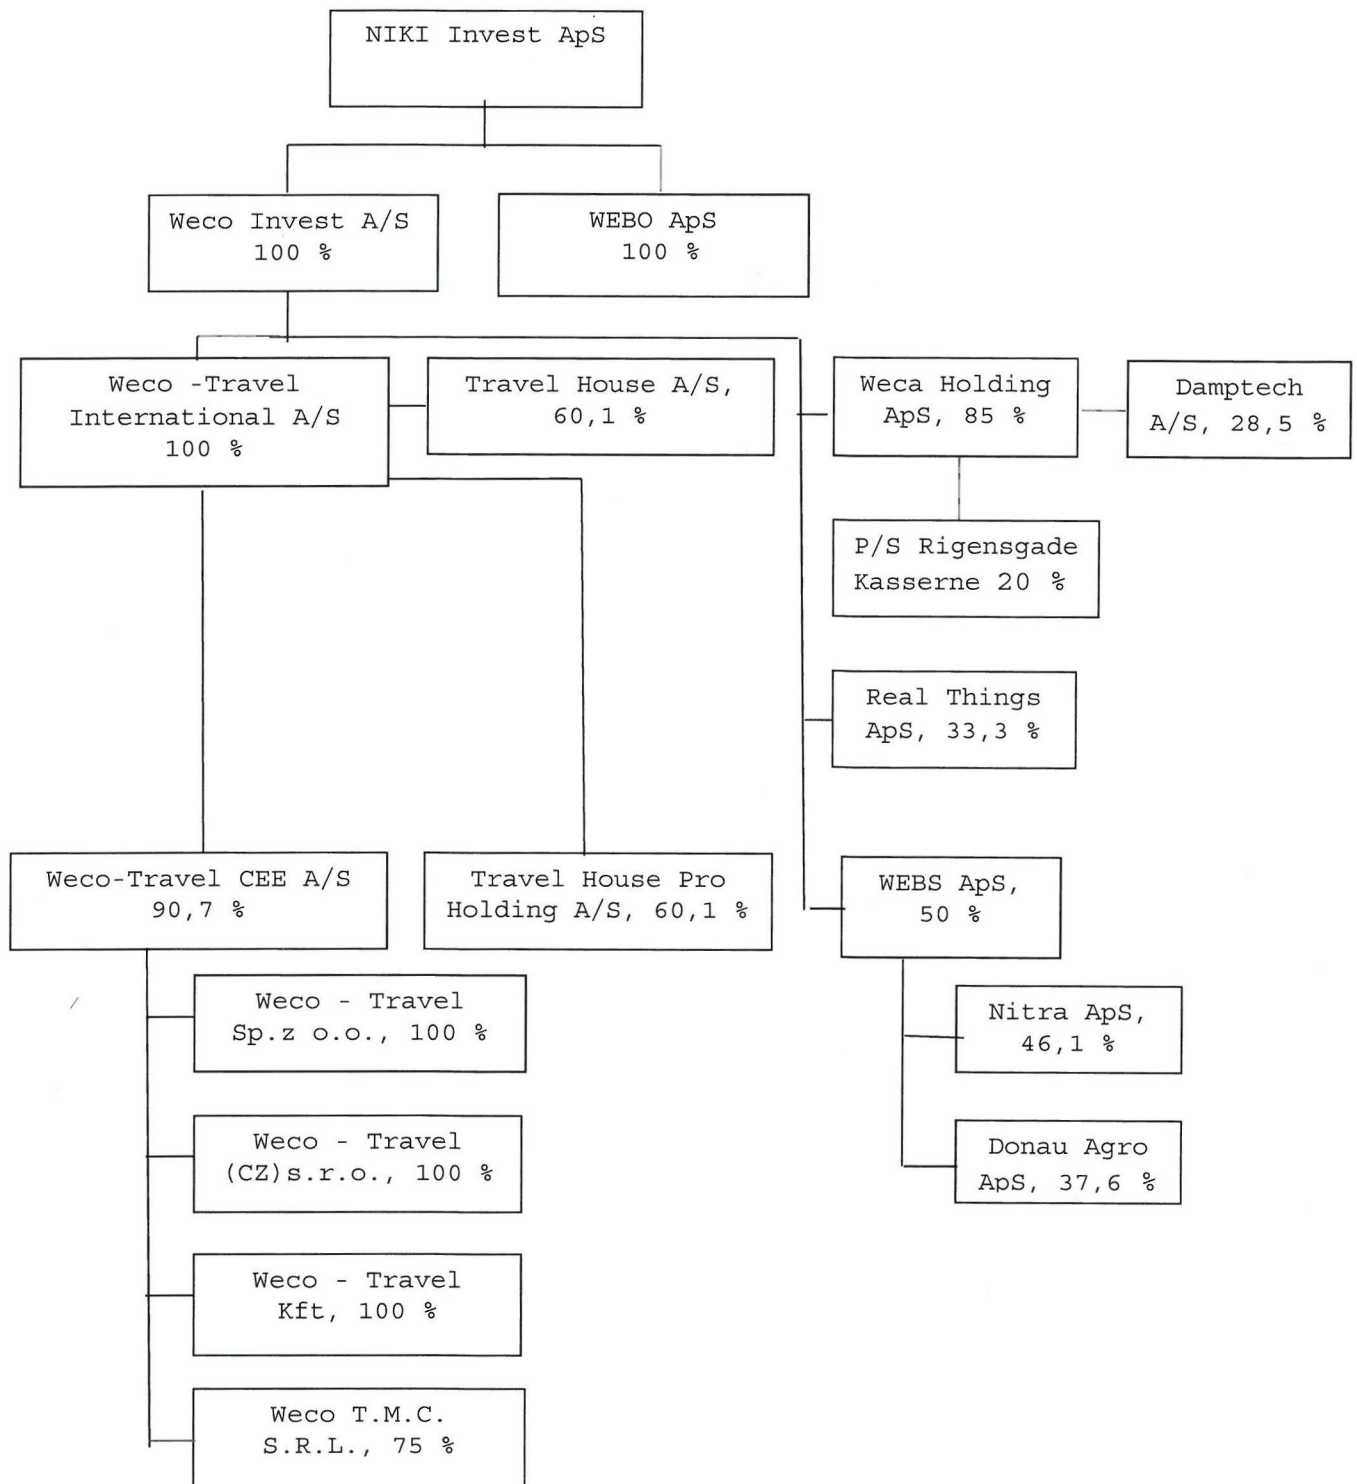 NIKI Invest ApS
Weco Invest A/S
100 %
WEBO ApS
100 %
Weco -Travel
International A/S
100 %
Travel House A/S,
60,1 %
Weca Holding
ApS, 85 %
Damptech
A/S, 28,5 %
P/S Rigensgade
Kasserne 20 %
Real Things
ApS, 33,3 %
Weco-Travel CEE A/S
90,7 %
Travel House Pro
Holding A/S, 60,1 %
WEBS ApS,
50 %
Weco - Travel
Sp.z o.o., 100 %
Nitra ApS,
46,1 %
Weco - Travel
(CZ)s.r.o., 100 %
Donau Agro
ApS, 37,6 %
Weco - Travel
Kft, 100 %
Weco T.M.C.
S.R.L., 75 %